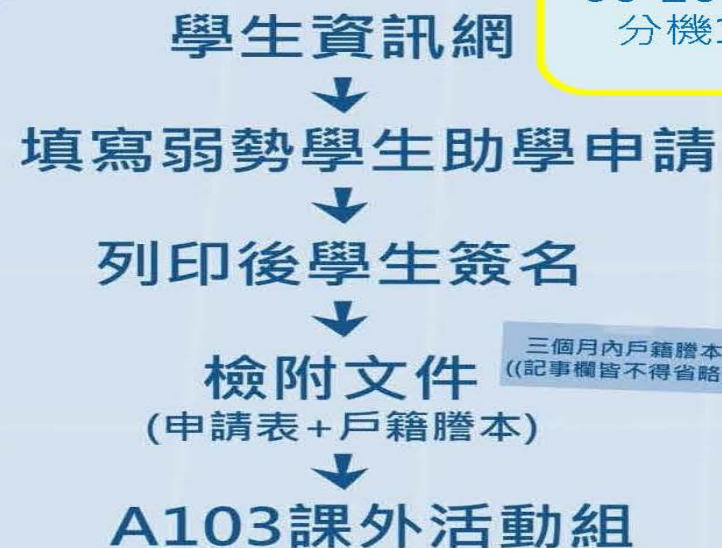 學生資訊網
分機
填寫弱勢學生助學申請
列印後學生簽名
檢附文件
三個月內戶籍謄本
((記事欄皆不得省略
(申請表+戶籍謄本)
A103課外活動組